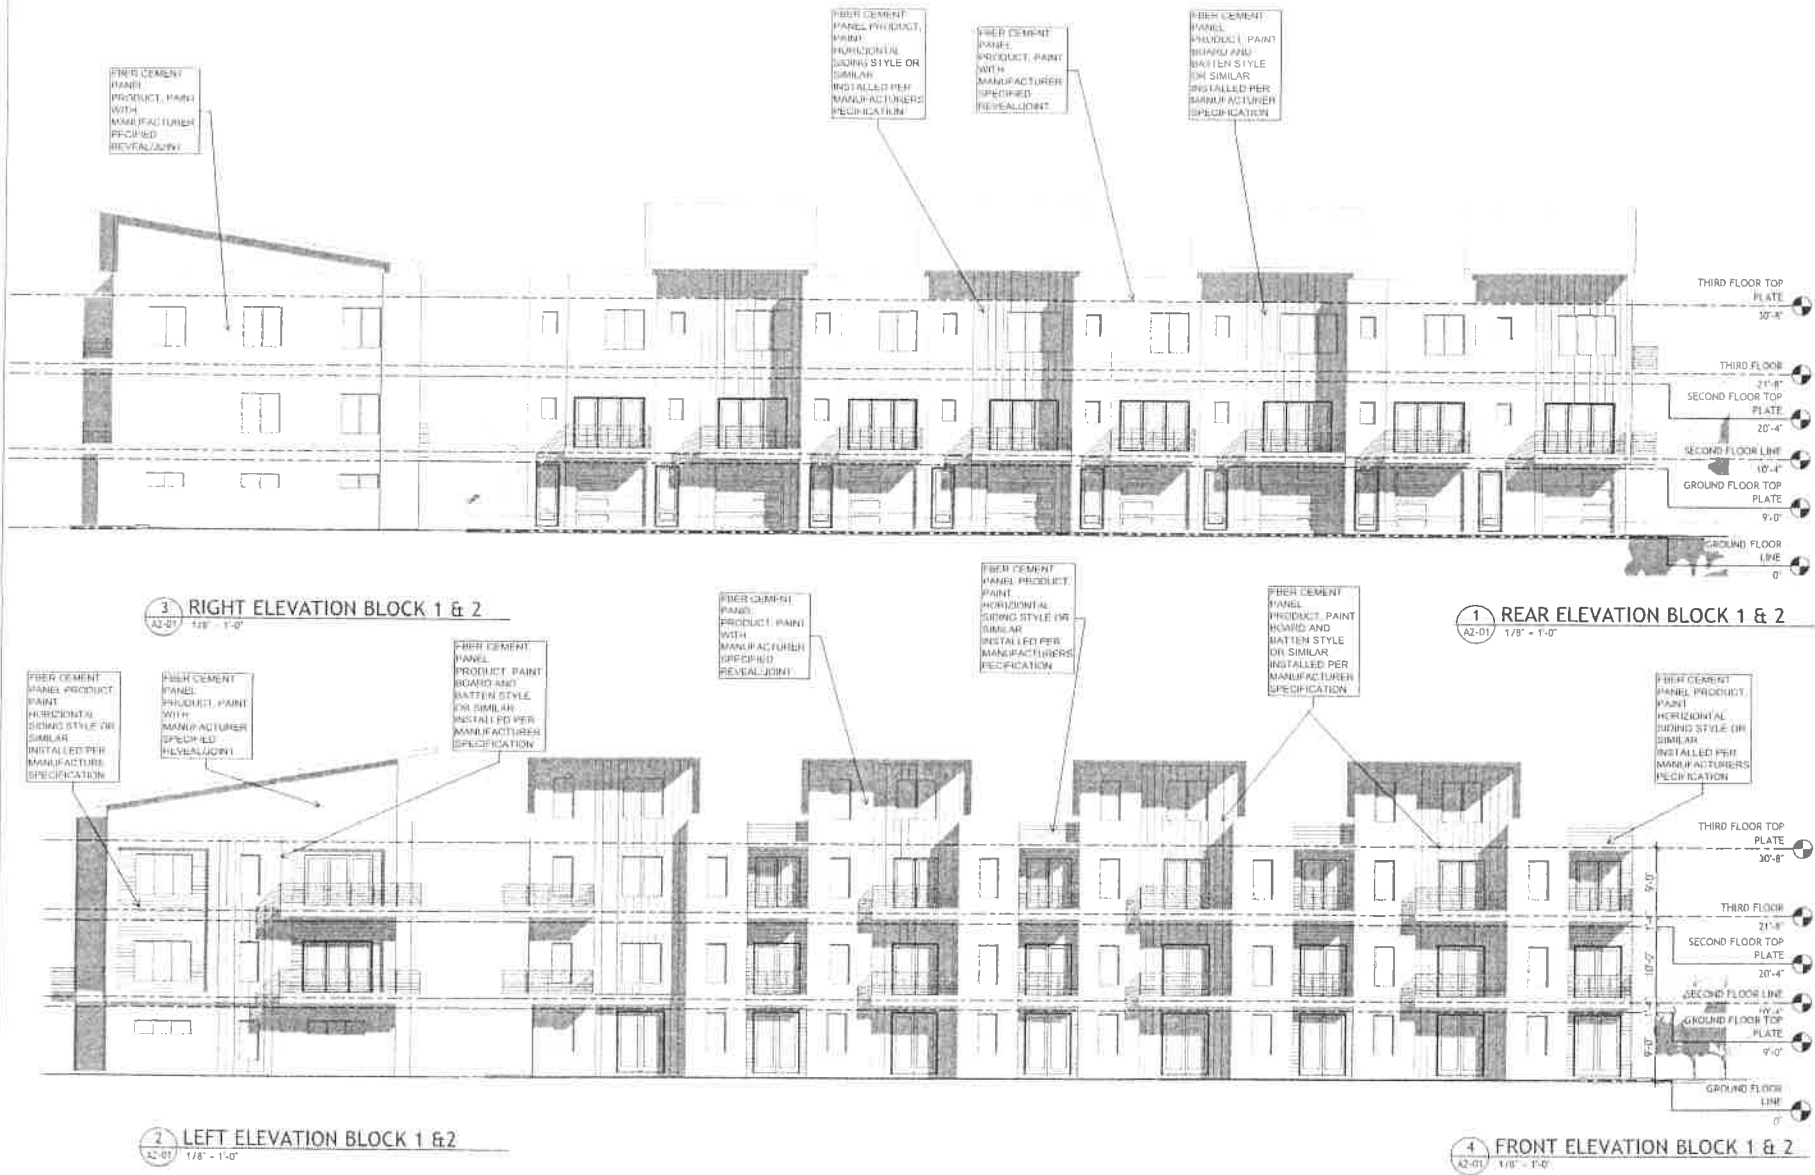 FIBER CEMENT
PANEL
PRODUCT, PAINT
WITH
MANUFACTURER
PECIFIED
REVEAL/JOINT
FIBER CEMENT
PANEL PRODUCT,
PAINT
HORIZIONTAL
SIDING STYLE OR
SIMILAR
INSTALLED PER
MANUFACTURERS
PECIFICATION
FIBER CEMENT
PANEL
PRODUCT, PAINT
WITH
MANUFACTURER
SPECIFIED
REVEAL/JOINT
FIBER CEMENT
PANEL
PRODUCT, PAINT
BOARD AND
BATTEN STYLE
OR SIMILAR
INSTALLED PER
MANUFACTURER
SPECIFICATION
THIRD FLOOR TOP
PLATE
30'-8"
THIRD FLOOR
21'-8"
SECOND FLOOR TOP
PLATE
20'-4"
SECOND FLOOR LINE
10'-4"
GROUND FLOOR TOP
PLATE
9'-0"
GROUND FLOOR
LINE
0"
3
A2-01
RIGHT ELEVATION BLOCK 1 & 2
1/8" = 1'-0"
1
A2-01
REAR ELEVATION BLOCK 1 & 2
1/8" = 1'-0"
FIBER CEMENT
PANEL PRODUCT,
PAINT
HORIZIONTAL
SIDING STYLE OR
SIMILAR
INSTALLED PER
MANUFACTURE
SPECIFICATION
FIBER CEMENT
PANEL
PRODUCT, PAINT
WITH
MANUFACTURER
SPECIFIED
REVEAL/JOINT
FIBER CEMENT
PANEL
PRODUCT, PAINT
BOARD AND
BATTEN STYLE
OR SIMILAR
INSTALLED PER
MANUFACTURER
SPECIFICATION
FIBER CEMENT
PANEL
PRODUCT, PAINT
WITH
MANUFACTURER
SPECIFIED
REVEAL/JOINT
FIBER CEMENT
PANEL PRODUCT,
PAINT
HORIZIONTAL
SIDING STYLE OR
SIMILAR
INSTALLED PER
MANUFACTURERS
PECIFICATION
FIBER CEMENT
PANEL
PRODUCT, PAINT
BOARD AND
BATTEN STYLE
OR SIMILAR
INSTALLED PER
MANUFACTURER
SPECIFICATION
FIBER CEMENT
PANEL PRODUCT,
PAINT
HORIZIONTAL
SIDING STYLE OR
SIMILAR
INSTALLED PER
MANUFACTURERS
PECIFICATION
THIRD FLOOR TOP
PLATE
30'-8"
9'-0"
THIRD FLOOR
21'-8"
SECOND FLOOR TOP
PLATE
20'-4"
10'-0"
SECOND FLOOR LINE
10'-4"
GROUND FLOOR TOP
PLATE
9'-0"
9'-0"
GROUND FLOOR
LINE
0"
2
A2-01
LEFT ELEVATION BLOCK 1 &2
1/8" = 1'-0"
4
A2-01
FRONT ELEVATION BLOCK 1 & 2
1/8" = 1'-0"